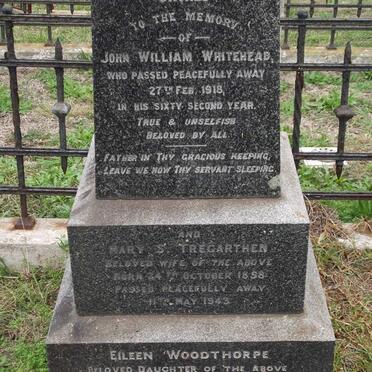 TO THE MEMORY
OF
JOHN WILLIAM WHITEHEAD,
WHO PASSED PEACEFULLY AWAY
27TH FEB. 1918,
IN HIS SIXTY SECOND YEAR.
TRUE & UNSELFISH
BELOVED BY ALL.
FATHER IN THY GRACIOUS KEEPING,
LEAVE WE NOW THY SERVANT SLEEPING.
AND
MARY S. TREGARTHEN
BELOVED WIFE OF THE ABOVE
BORN 24TH OCTOBER 1858
PASSED PEACEFULLY AWAY
11TH MAY 1943.
EILEEN WOODTHORPE
BELOVED DAUGHTER OF THE ABOVE